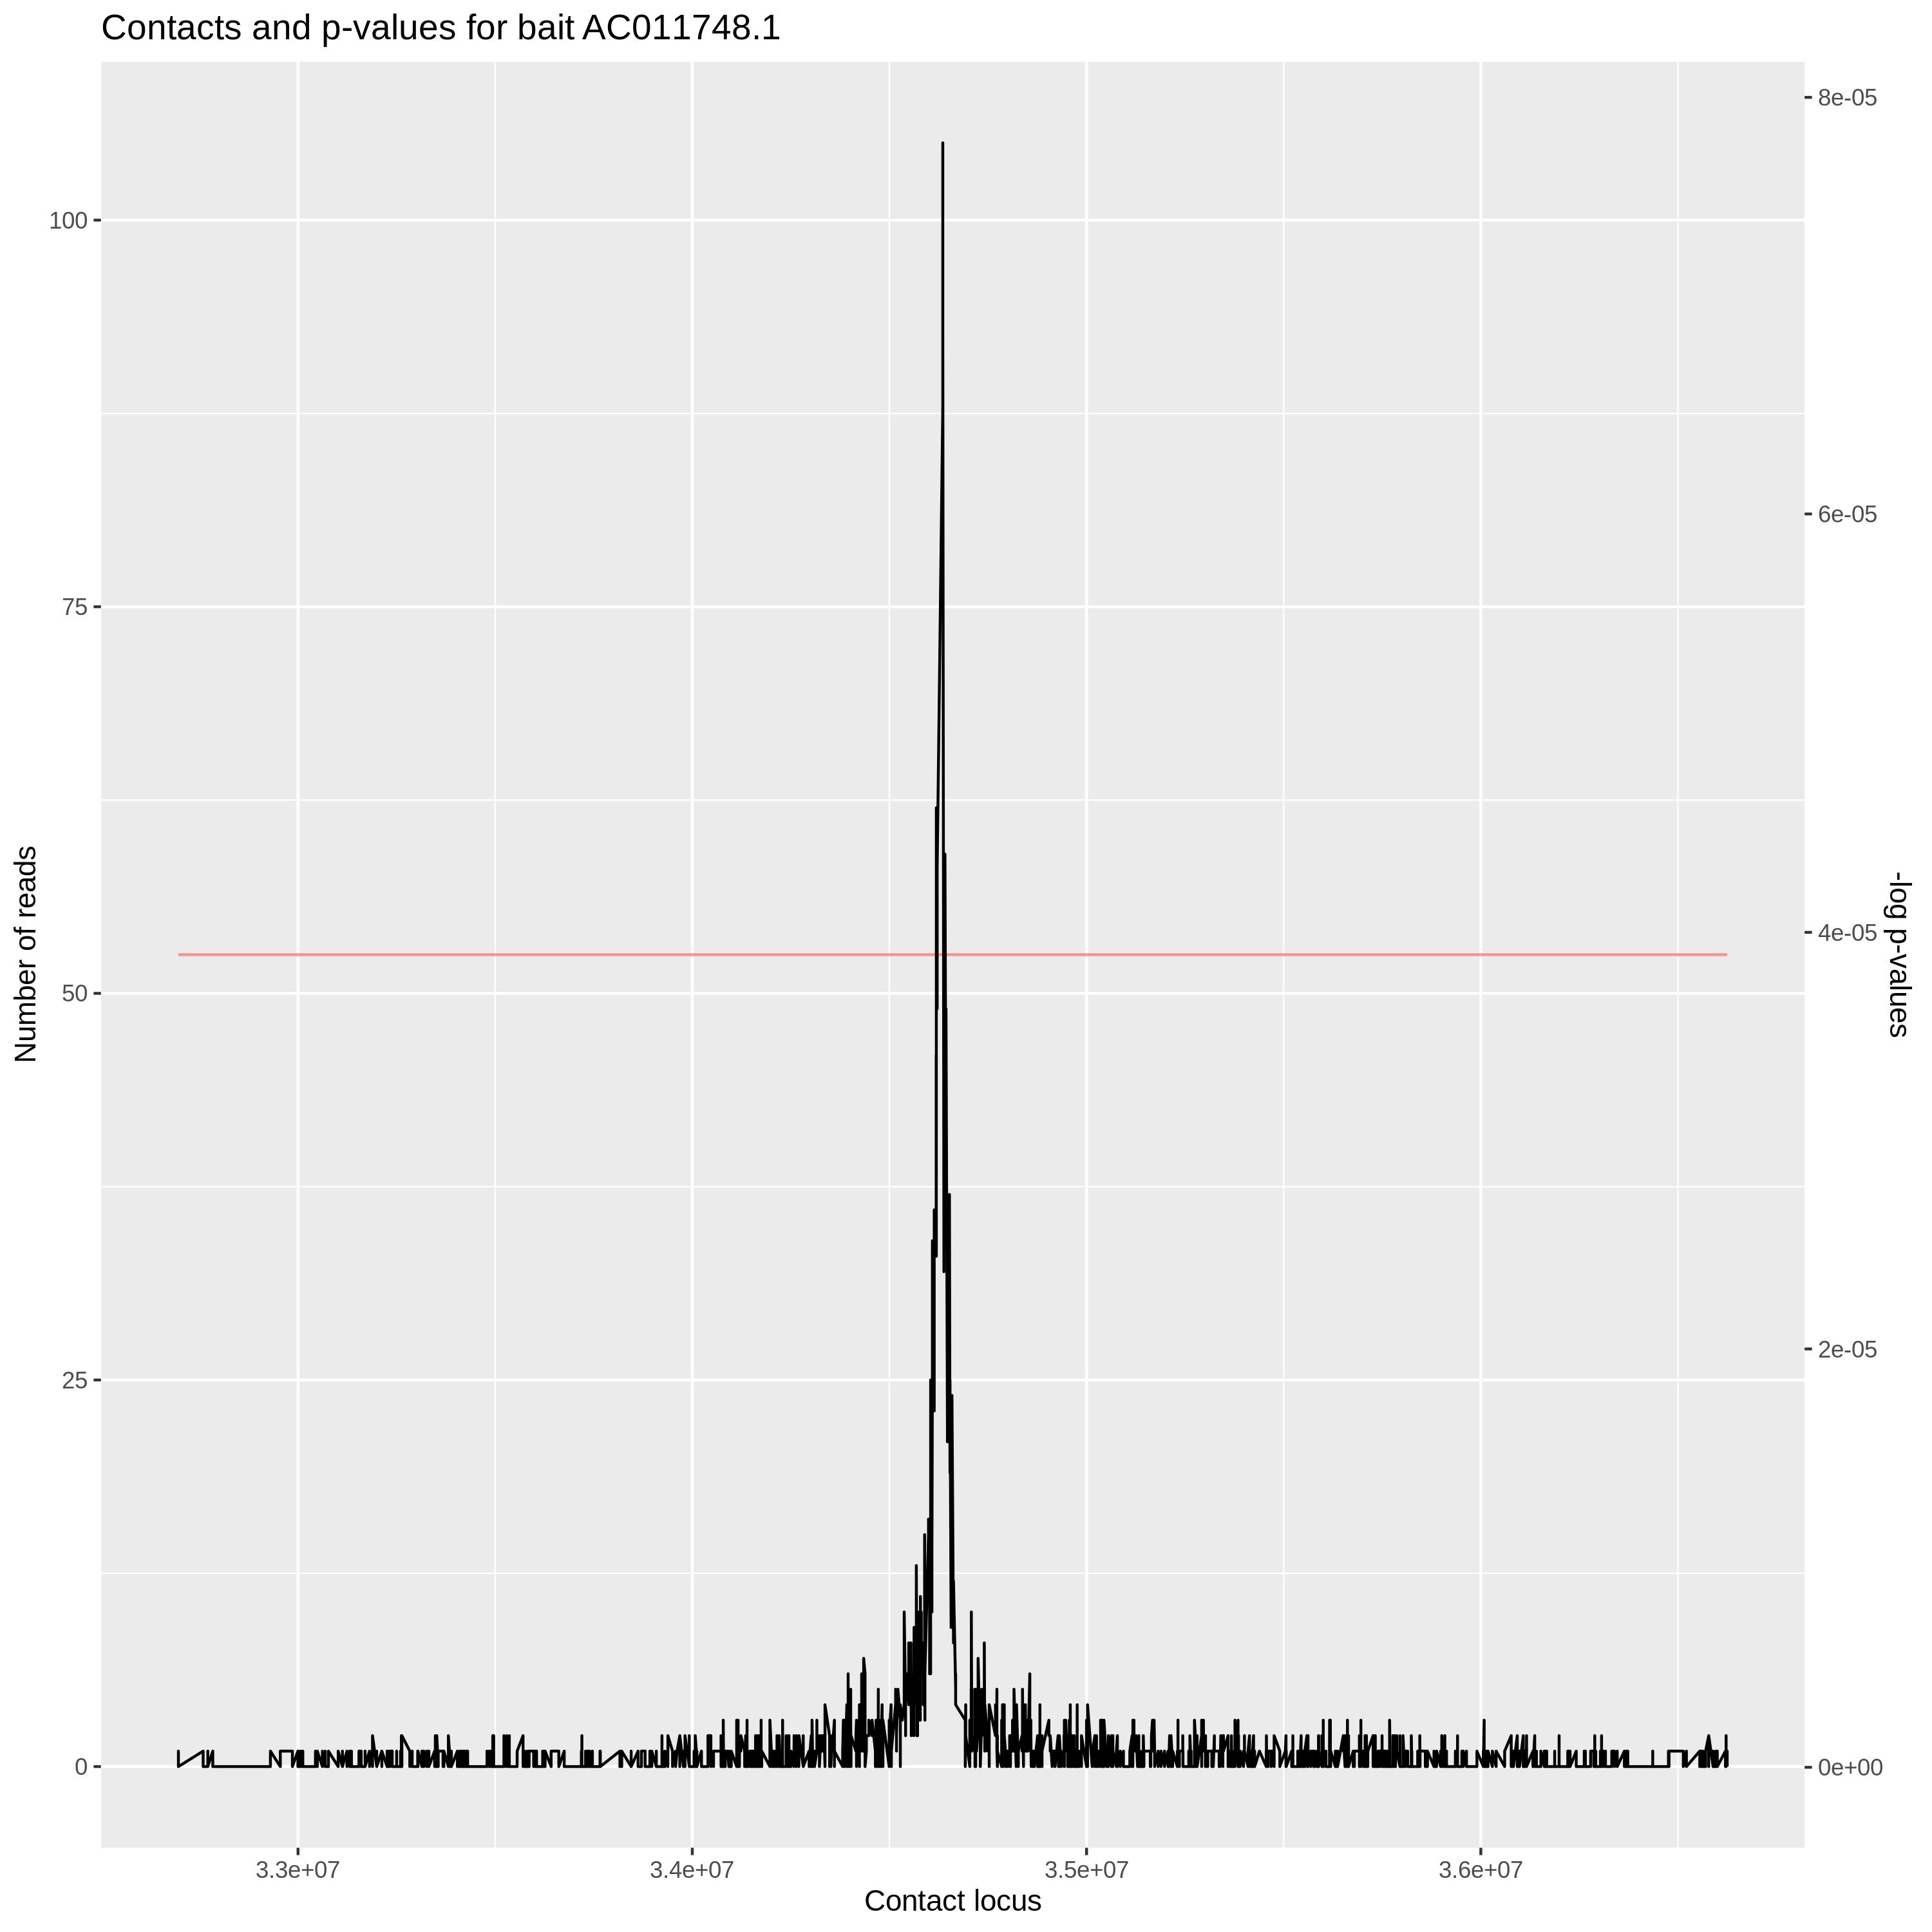 Contacts and p-values for bait AC011748.1
Number of reads
100
75
50
25
0
8e-05
6e-05
4e-05
2e-05
0e+00
-log p-values
3.3e+07 3.4e+07 3.5e+07 3.6e+07
Contact locus